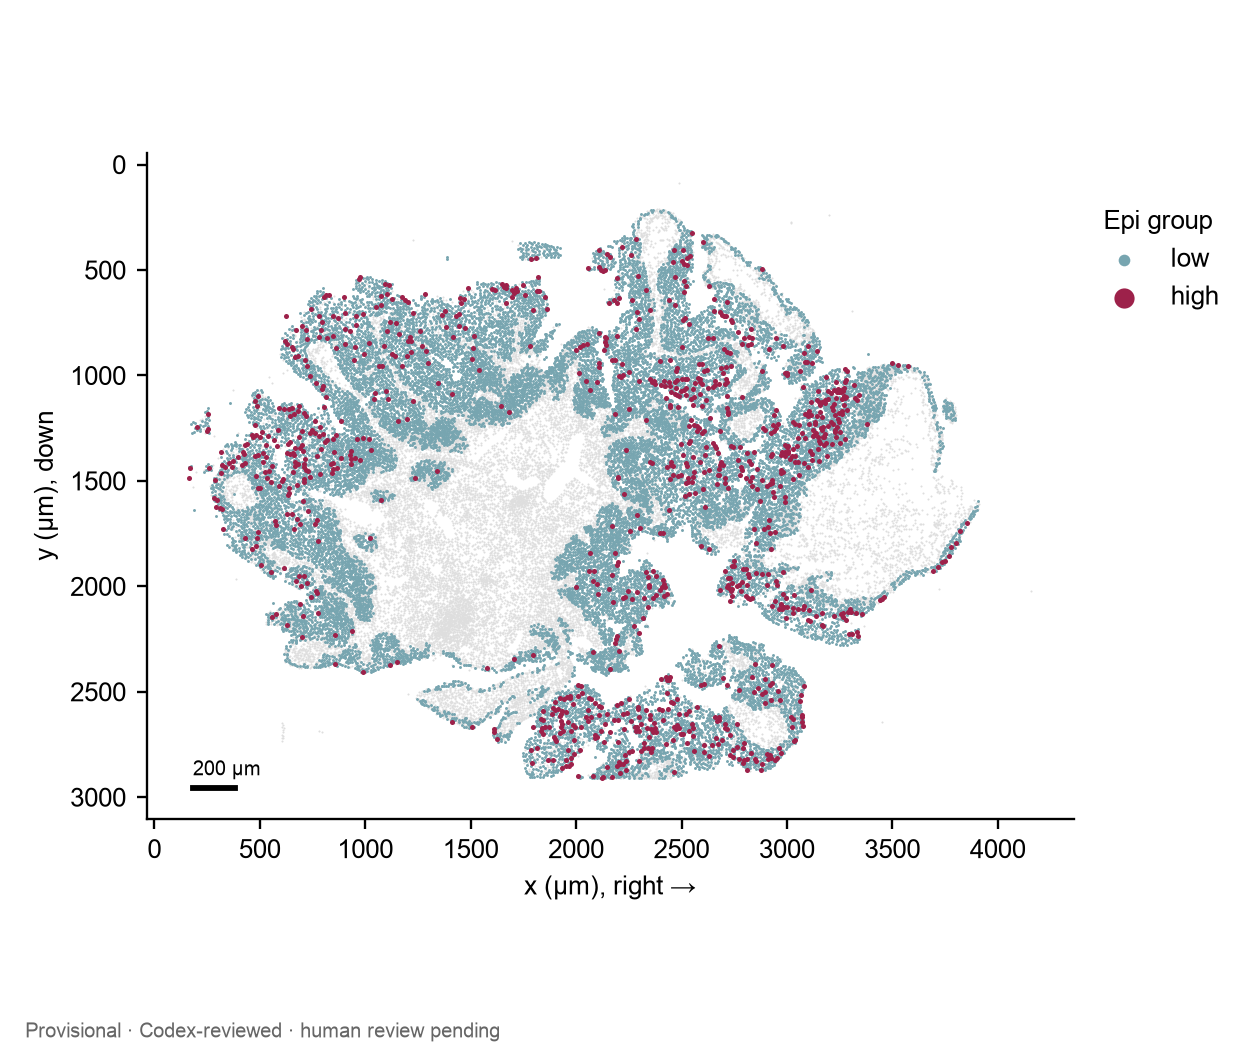 0
500
1000
1500
2000
2500
3000
y (µm), down
200 µm
0
500
1000
1500
2000
2500
3000
3500
4000
x (µm), right →
Epi group
low
high
Provisional · Codex-reviewed · human review pending